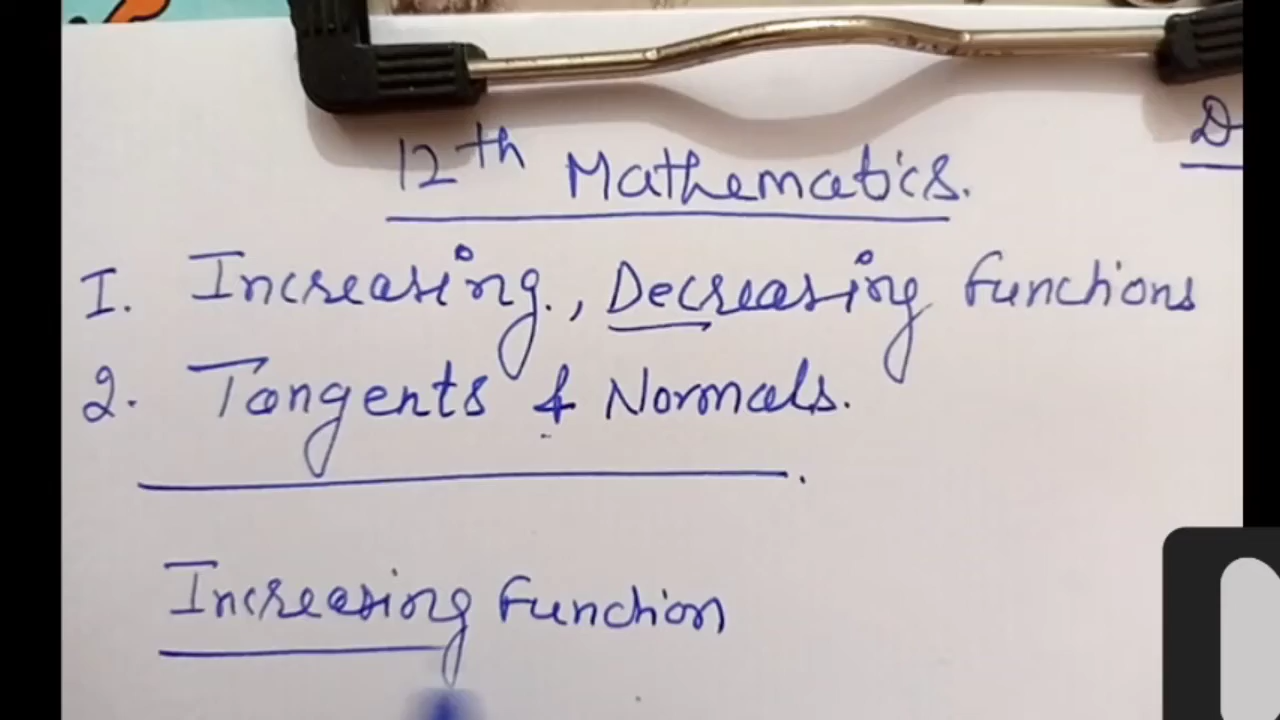 12th Mathematics.
I. Increasing., Decreasing functions
2. Tangents & Normals.
Increasing Function